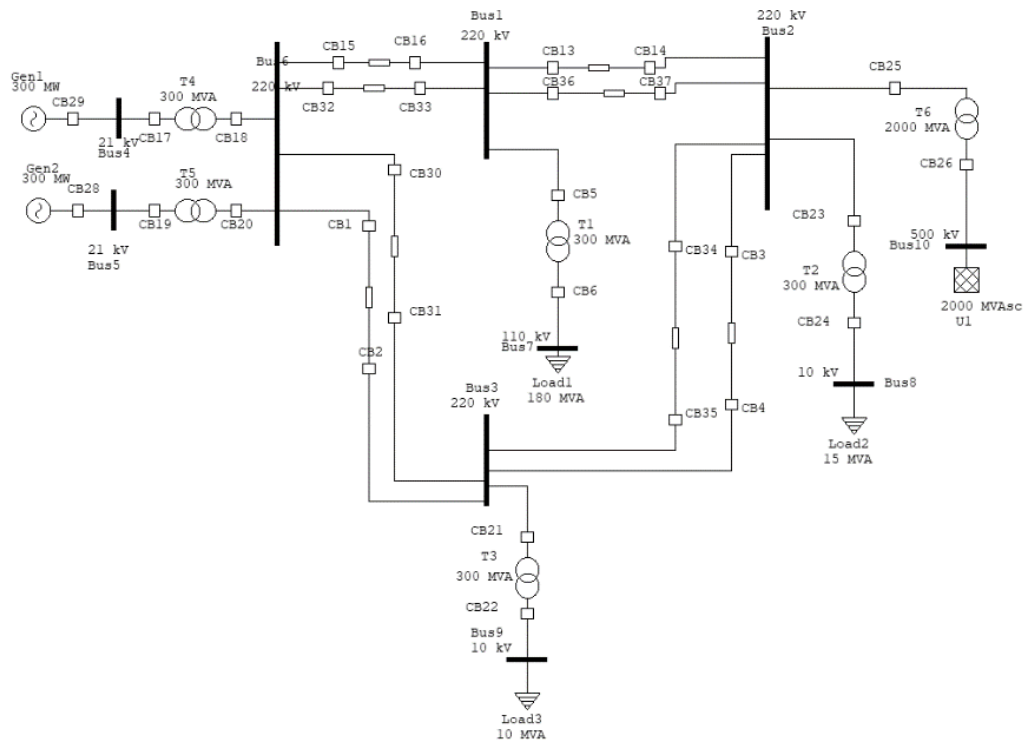 Bus1
220 kV
220 kV
Bus2
CB15
CB16
CB13
CB14
Bus6
220 kV
CB32
CB33
CB36
CB37
CB25
Gen1
300 MW
CB29
T4
300 MVA
CB17
CB18
21 kV
Bus4
T6
2000 MVA
CB26
Gen2
300 MW
CB28
T5
300 MVA
CB19
CB20
21 kV
Bus5
CB30
CB1
CB5
T1
300 MVA
CB6
CB34
CB3
CB23
T2
300 MVA
CB24
500 kV
Bus10
2000 MVAsc
U1
CB31
CB2
110 kV
Bus7
Load1
180 MVA
Bus3
220 kV
CB35
CB4
10 kV
Bus8
Load2
15 MVA
CB21
T3
300 MVA
CB22
Bus9
10 kV
Load3
10 MVA